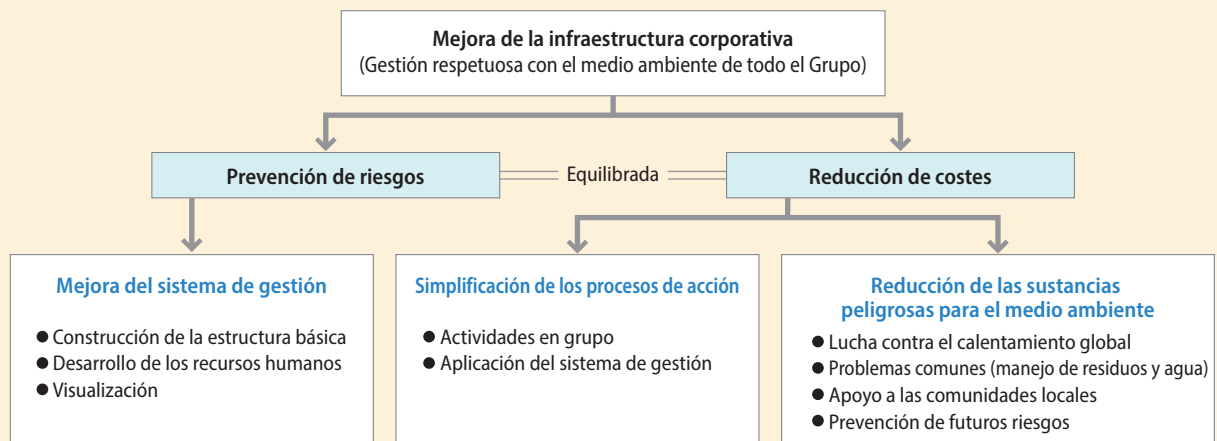 Mejora de la infraestructura corporativa
(Gestión respetuosa con el medio ambiente de todo el Grupo)
Prevención de riesgos
Equilibrada
Reducción de costes
Mejora del sistema de gestión
● Construcción de la estructura básica
● Desarrollo de los recursos humanos
● Visualización
Simplificación de los procesos de acción
● Actividades en grupo
● Aplicación del sistema de gestión
Reducción de las sustancias
peligrosas para el medio ambiente
● Lucha contra el calentamiento global
● Problemas comunes (manejo de residuos y agua)
● Apoyo a las comunidades locales
● Prevención de futuros riesgos